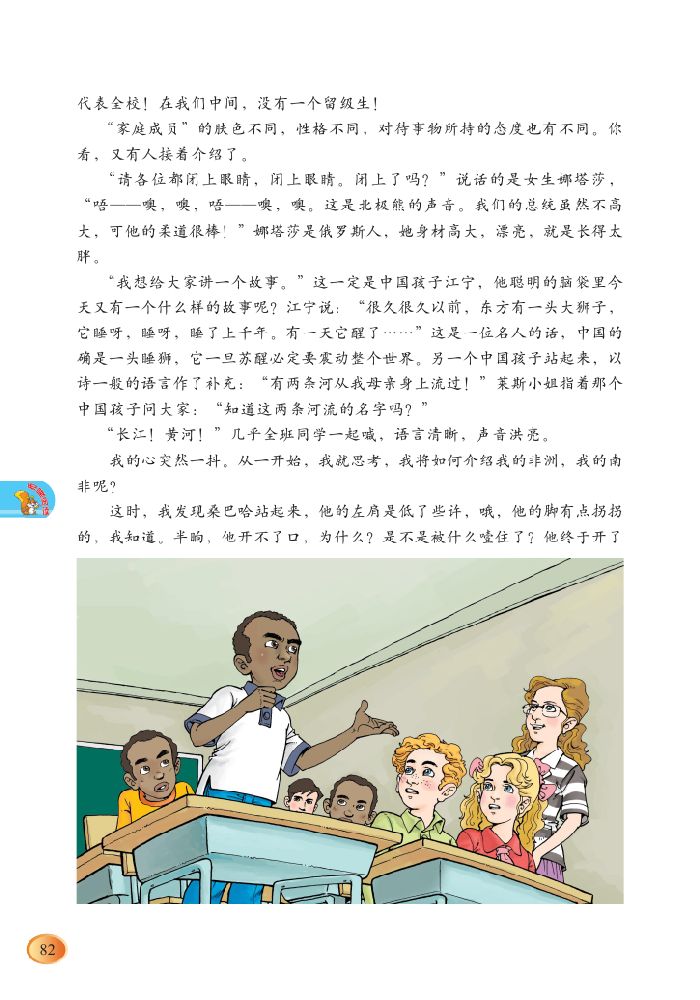 代表全校！在我们中间，没有一个留级生！
“家庭成员”的肤色不同，性格不同，对待事物所持的态度也有不同。你
看，又有人接着介绍了。
“请各位都闭上眼睛，闭上眼睛。闭上了吗？”说话的是女生娜塔莎，
“唔——噢，噢，唔——噢，噢。这是北极熊的声音。我们的总统虽然不高
大，可他的柔道很棒！”娜塔莎是俄罗斯人，她身材高大，漂亮，就是长得太
胖。
“我想给大家讲一个故事。”这一定是中国孩子江宁，他聪明的脑袋里今
天又有一个什么样的故事呢？江宁说：“很久很久以前，东方有一头大狮子，
它睡呀，睡呀，睡了上千年。有一天它醒了……”这是一位名人的话，中国的
确是一头睡狮，它一旦苏醒必定要震动整个世界。另一个中国孩子站起来，以
诗一般的语言作了补充：“有两条河从我母亲身上流过！”莱斯小姐指着那个
中国孩子问大家：“知道这两条河流的名字吗？”
“长江！黄河！”几乎全班同学一起喊，语言清晰，声音洪亮。
我的心突然一抖。从一开始，我就思考，我将如何介绍我的非洲，我的南
非呢？
这时，我发现桑巴哈站起来，他的左肩是低了些许，哦，他的脚有点拐拐
的，我知道。半晌，他开不了口，为什么？是不是被什么噎住了？他终于开了
82